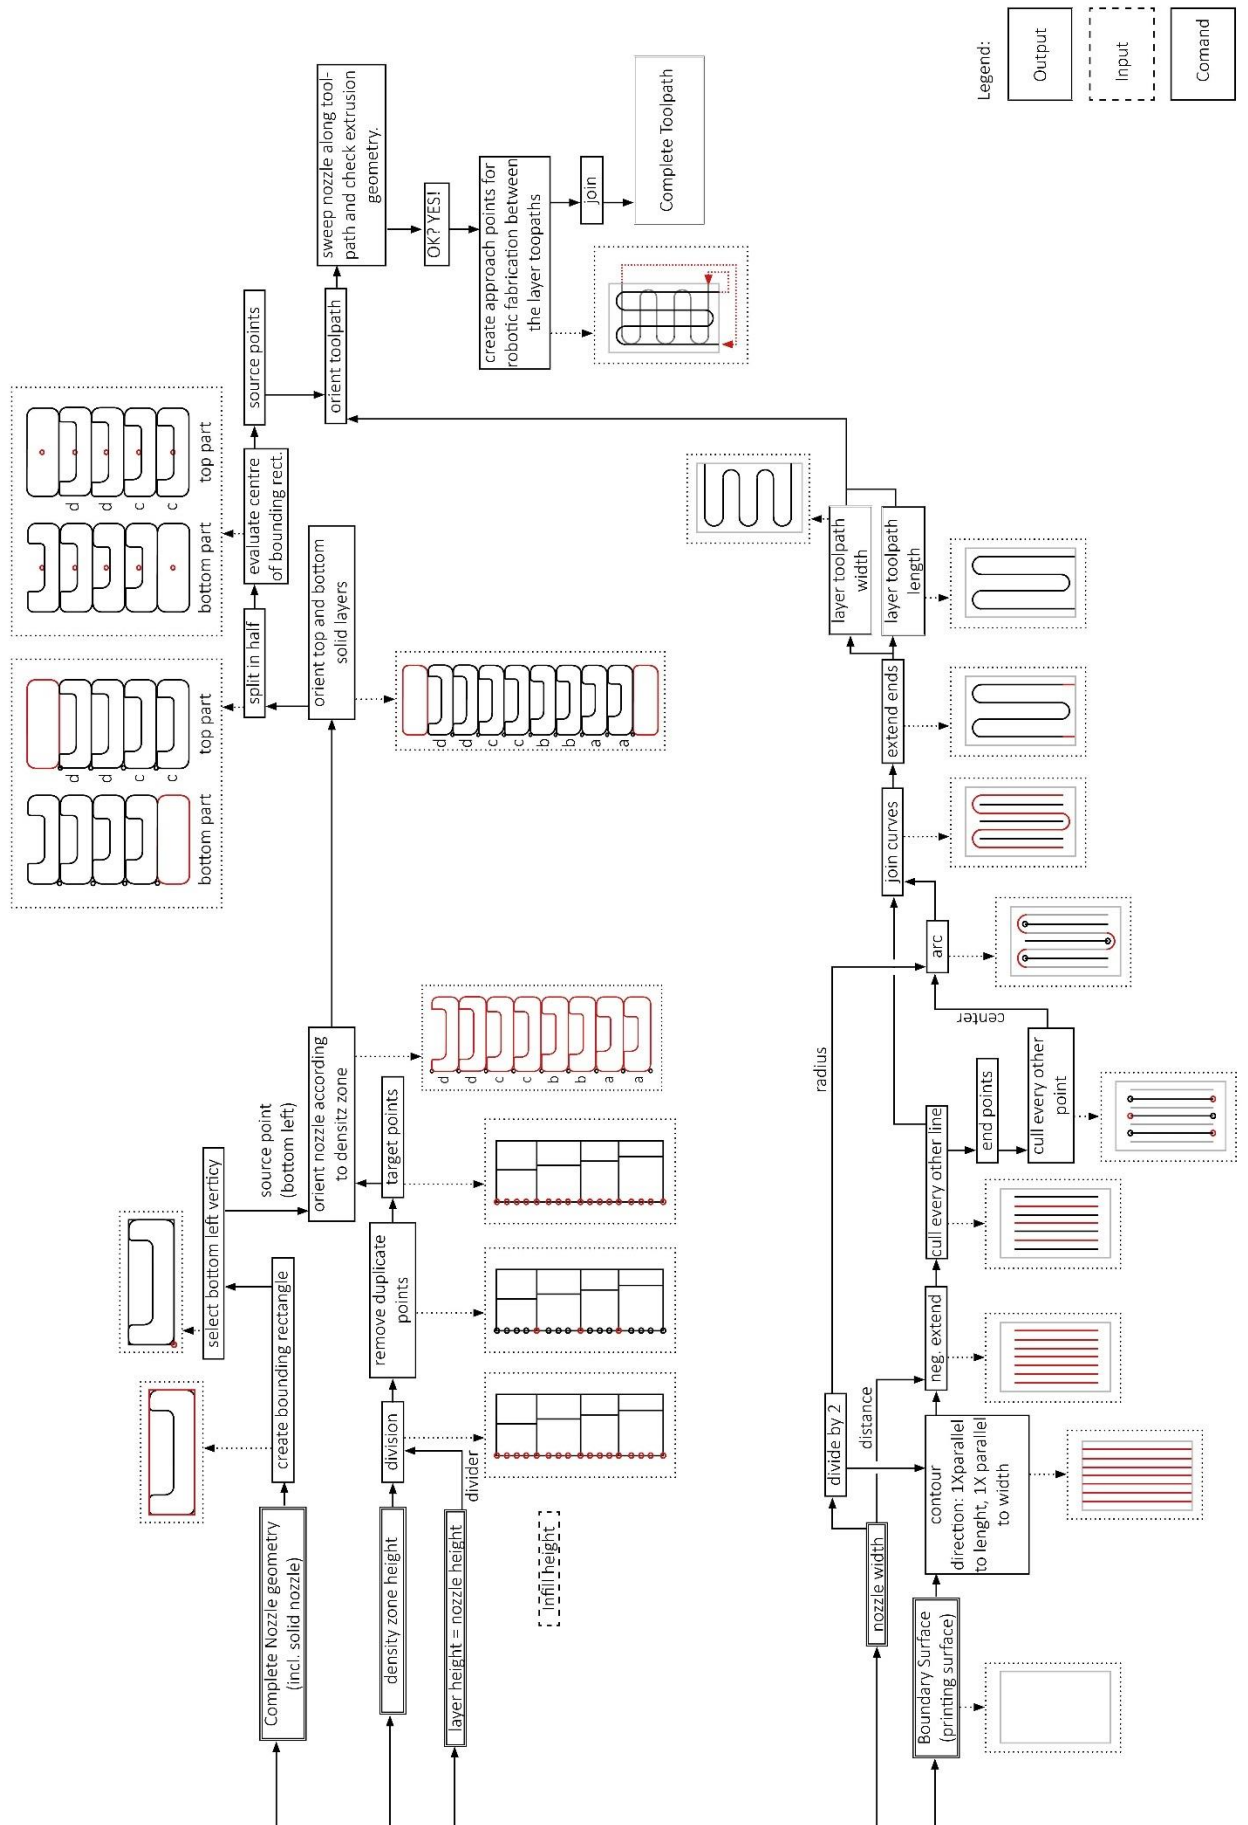 Complete Nozzle geometry
(incl. solid nozzle)
create bounding rectangle
select bottom left verticy
source point
(bottom left)
density zone height
layer height = nozzle height
divider
division
remove duplicate
points
target points
orient nozzle according
to densitz zone
d
d
c
c
b
b
a
a
Infill height
orient top and bottom
solid layers
d
d
c
c
b
b
a
a
split in half
bottom part
d
d
c
c
top part
evaluate centre
of bounding rect.
bottom part
d
d
c
c
top part
source points
orient toolpath
sweep nozzle along tool-
path and check extrusion
geometry.
OK? YES!
create approach points for
robotic fabrication between
the layer toopaths
join
Complete Toolpath
nozzle width
Boundary Surface
(printing surface)
divide by 2
distance
contour
direction: 1Xparallel
to lenght, 1X parallel
to width
neg. extend
cull every other line
end points
cull every other
point
radius
center
arc
join curves
extend ends
layer toolpath
width
layer toolpath
length
Legend:
Output
Input
Comand